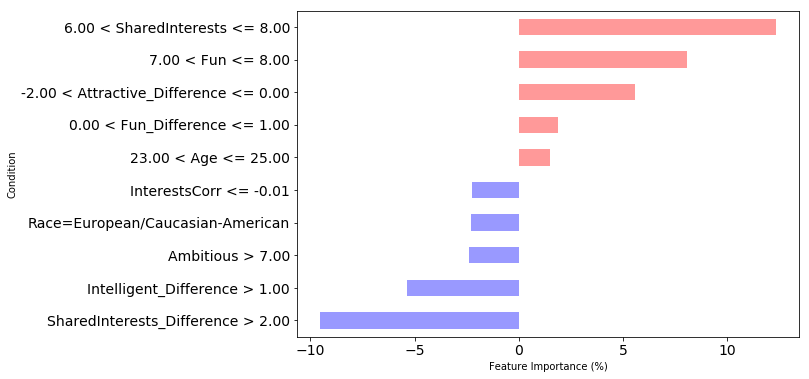 6.00 < SharedInterests <= 8.00
7.00 < Fun <= 8.00
-2.00 < Attractive_Difference <= 0.00
0.00 < Fun_Difference <= 1.00
23.00 < Age <= 25.00
InterestsCorr <= -0.01
Race=European/Caucasian-American
Ambitious > 7.00
Intelligent_Difference > 1.00
SharedInterests_Difference > 2.00
Condition
−10 −5 0 5 10
Feature Importance (%)